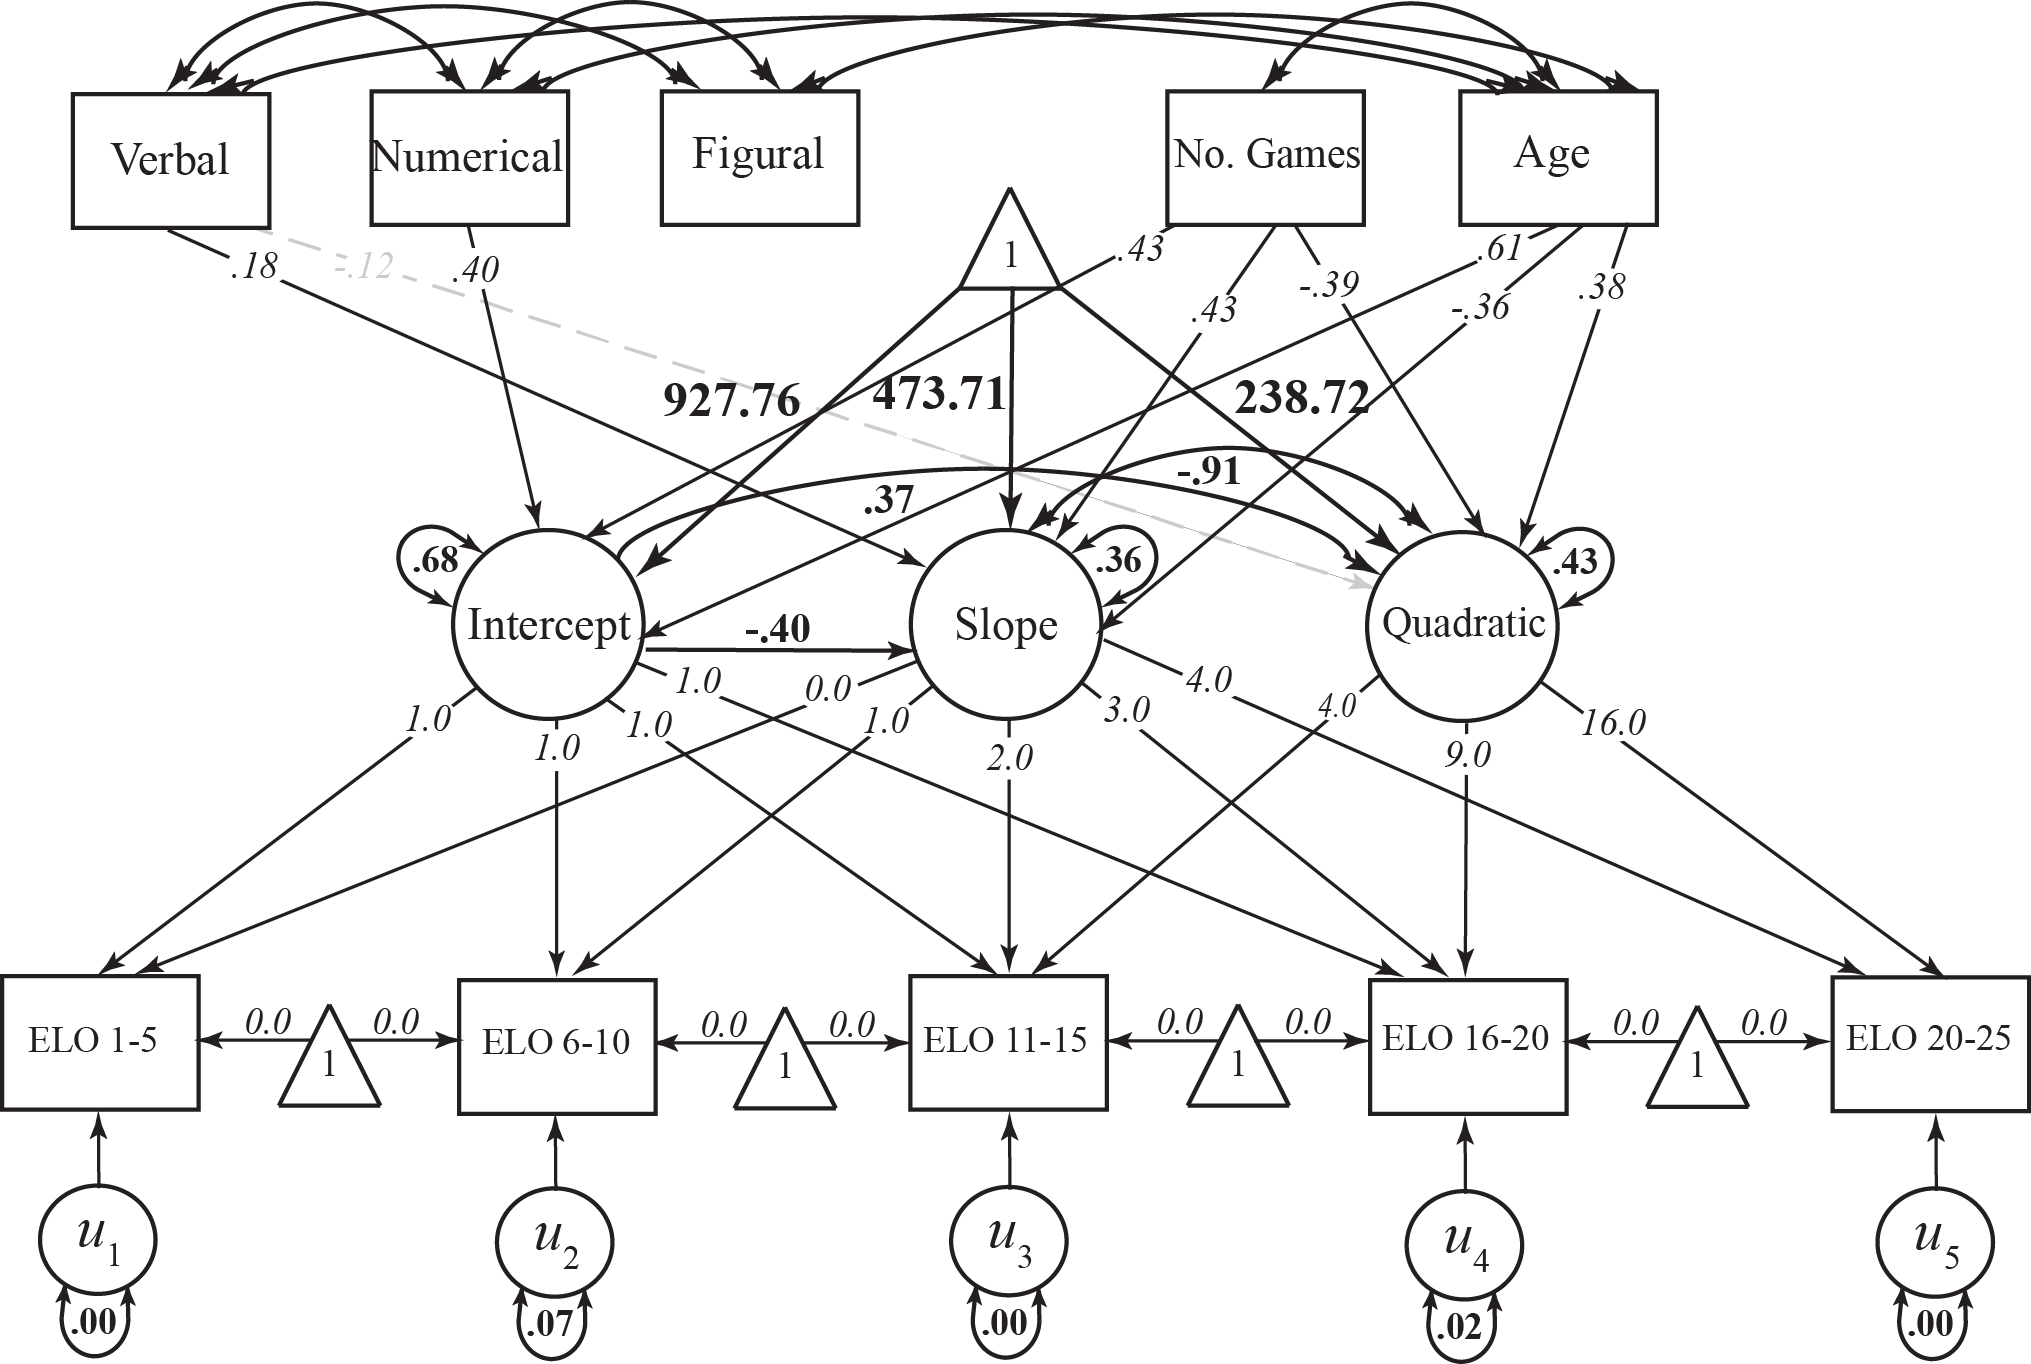 Verbal Numerical Figural No. Games Age
.18 -.12 .40 1 .43 .43 -.39 .61 -.36 .38
927.76 473.71 238.72
.37 -.91
.68 .36 .43
Intercept -.40 Slope Quadratic
1.0 1.0 1.0 1.0 0.0 1.0 2.0 3.0 4.0 4.0 9.0 16.0
ELO 1-5 0.0 1 0.0 ELO 6-10 0.0 1 0.0 ELO 11-15 0.0 1 0.0 ELO 16-20 0.0 1 0.0 ELO 20-25
u1 u2 u3 u4 u5
.00 .07 .00 .02 .00